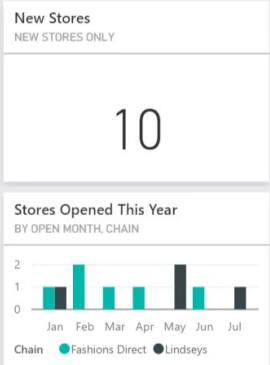 New Stores
NEW STORES ONLY
10
Stores Opened This Year
BY OPEN MONTH, CHAIN
2
1
0
Jan Feb Mar Apr May Jun Jul
Chain Fashions Direct Lindseys